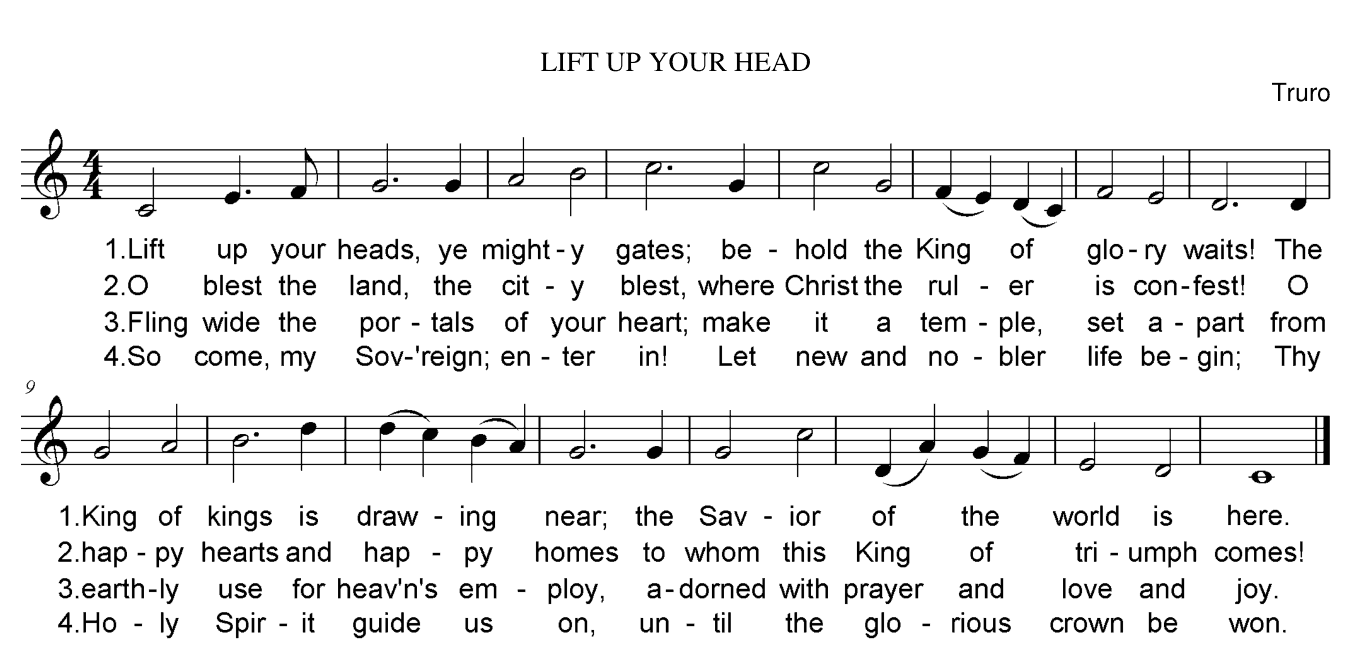 LIFT UP YOUR HEAD
Truro
4
4
1.Lift up your heads, ye might - y gates; be - hold the King of glo - ry waits! The
2.O blest the land, the cit - y blest, where Christ the rul - er is con - fest! O
3.Fling wide the por - tals of your heart; make it a tem - ple, set a - part from
4.So come, my Sov-'reign; en - ter in! Let new and no - bler life be - gin; Thy
9
1.King of kings is draw - ing near; the Sav - ior of the world is here.
2.hap - py hearts and hap - py homes to whom this King of tri - umph comes!
3.earth - ly use for heav'n's em - ploy, a - dorned with prayer and love and joy.
4.Ho - ly Spir - it guide us on, un - til the glo - rious crown be won.